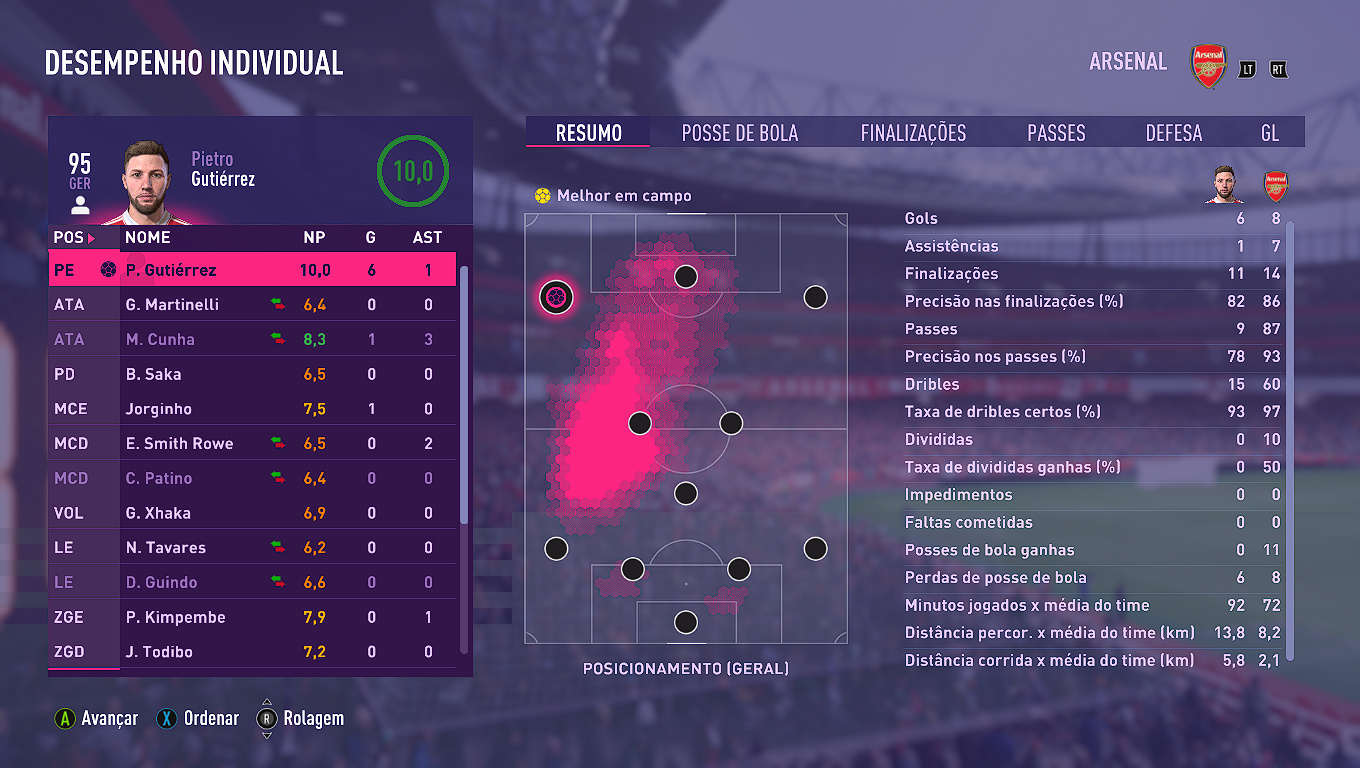 DESEMPENHO INDIVIDUAL
ARSENAL
Arsenal
LT RT
95
GER
Pietro
Gutiérrez
10,0
POS NOME NP G AST
PE P. Gutiérrez 10,0 6 1
ATA G. Martinelli 6,4 0 0
ATA M. Cunha 8,3 1 3
PD B. Saka 6,5 0 0
MCE Jorginho 7,5 1 0
MCD E. Smith Rowe 6,5 0 2
MCD C. Patino 6,4 0 0
VOL G. Xhaka 6,9 0 0
LE N. Tavares 6,2 0 0
LE D. Guindo 6,6 0 0
ZGE P. Kimpembe 7,9 0 1
ZGD J. Todibo 7,2 0 0
RESUMO POSSE DE BOLA FINALIZAÇÕES PASSES DEFESA GL
Melhor em campo
POSICIONAMENTO (GERAL)
Arsenal
Gols 6 8
Assistências 1 7
Finalizações 11 14
Precisão nas finalizações (%) 82 86
Passes 9 87
Precisão nos passes (%) 78 93
Dribles 15 60
Taxa de dribles certos (%) 93 97
Divididas 0 10
Taxa de divididas ganhas (%) 0 50
Impedimentos 0 0
Faltas cometidas 0 0
Posses de bola ganhas 0 11
Perdas de posse de bola 6 8
Minutos jogados x média do time 92 72
Distância percor. x média do time (km) 13,8 8,2
Distância corrida x média do time (km) 5,8 2,1
A Avançar X Ordenar R Rolagem